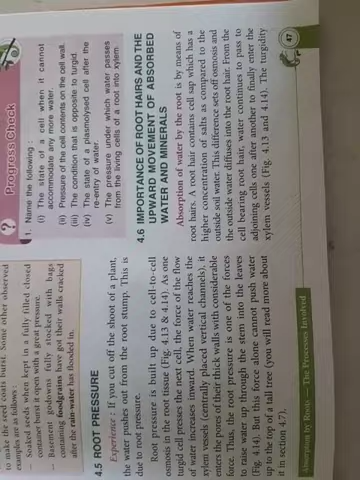 to make the seed coats burst. Some other observed
examples are as follows :
Soaked seeds when kept in a fully filled closed
container burst it open with a great pressure.
— Basement godowns fully stocked with bags
containing foodgrains have got their walls cracked
after the rain-water has flooded in.
4.5 ROOT PRESSURE
Experience : If you cut off the shoot of a plant,
the water pushes out from the root stump. This is
due to root pressure.
Root pressure is built up due to cell-to-cell
osmosis in the root tissue (Fig. 4.13 & 4.14). As one
turgid cell presses the next cell, the force of the flow
of water increases inward. When water reaches the
xylem vessels (centrally placed vertical channels), it
enters the pores of their thick walls with considerable
force. Thus, the root pressure is one of the forces
to raise water up through the stem into the leaves
(Fig. 4.14). But this force alone cannot push water
up to the top of a tall tree (you will read more about
it in section 4.7).
Absorption by Roots — The Processes Involved
? Progress Check
1. Name the following :
(i) The state of a cell when it cannot
accommodate any more water.
(ii) Pressure of the cell contents on the cell wall.
(iii) The condition that is opposite to turgid.
(iv) The state of a plasmolysed cell after the
re-entry of water.
(v) The pressure under which water passes
from the living cells of a root into xylem.
4.6 IMPORTANCE OF ROOT HAIRS AND THE
UPWARD MOVEMENT OF ABSORBED
WATER AND MINERALS
Absorption of water by the root is by means of
root hairs. A root hair contains cell sap which has a
higher concentration of salts as compared to the
outside soil water. This difference sets off osmosis and
the outside water diffuses into the root hair. From the
cell bearing root hair, water continues to pass to
adjoining cells one after another to finally enter the
xylem vessels (Fig. 4.13 and 4.14). The turgidity
47